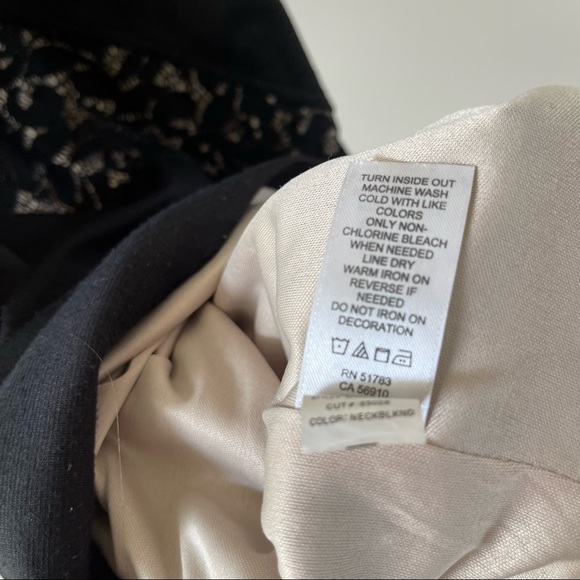 TURN INSIDE OUT
MACHINE WASH
COLD WITH LIKE
COLORS
ONLY NON-
CHLORINE BLEACH
WHEN NEEDED
LINE DRY
WARM IRON ON
REVERSE IF
NEEDED
DO NOT IRON ON
DECORATION
RN 51783
CA 56910
CUT #
COLOR: NECKBLKND